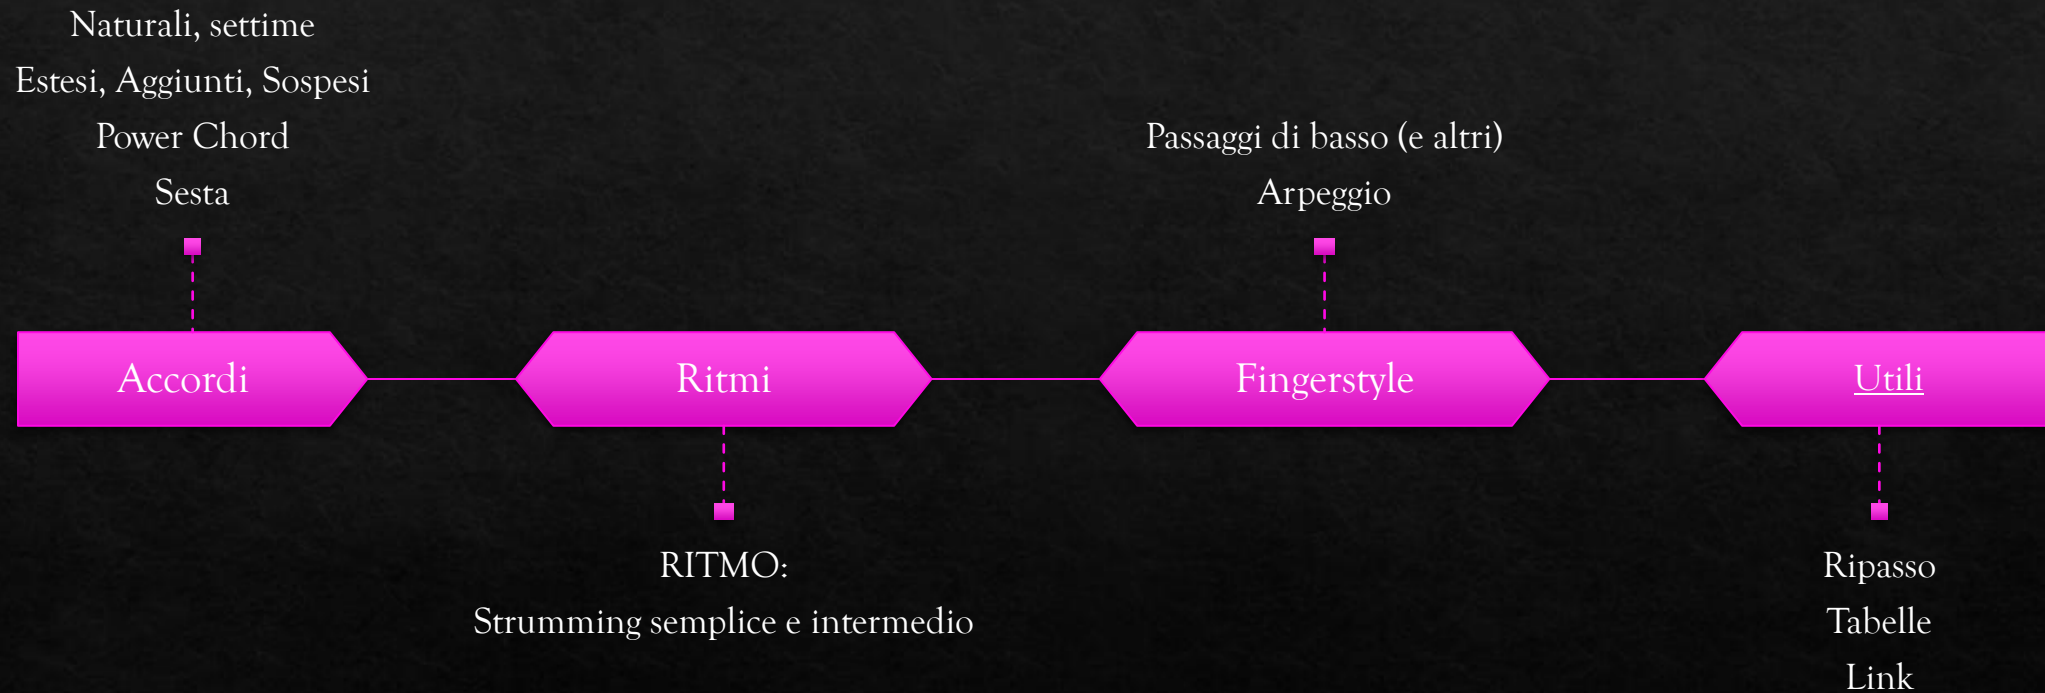 Naturali, settime
Estesi, Aggiunti, Sospesi
Power Chord
Sesta
Passaggi di basso (e altri)
Arpeggio
Accordi
Ritmi
Fingerstyle
Utili
RITMO:
Strumming semplice e intermedio
Ripasso
Tabelle
Link